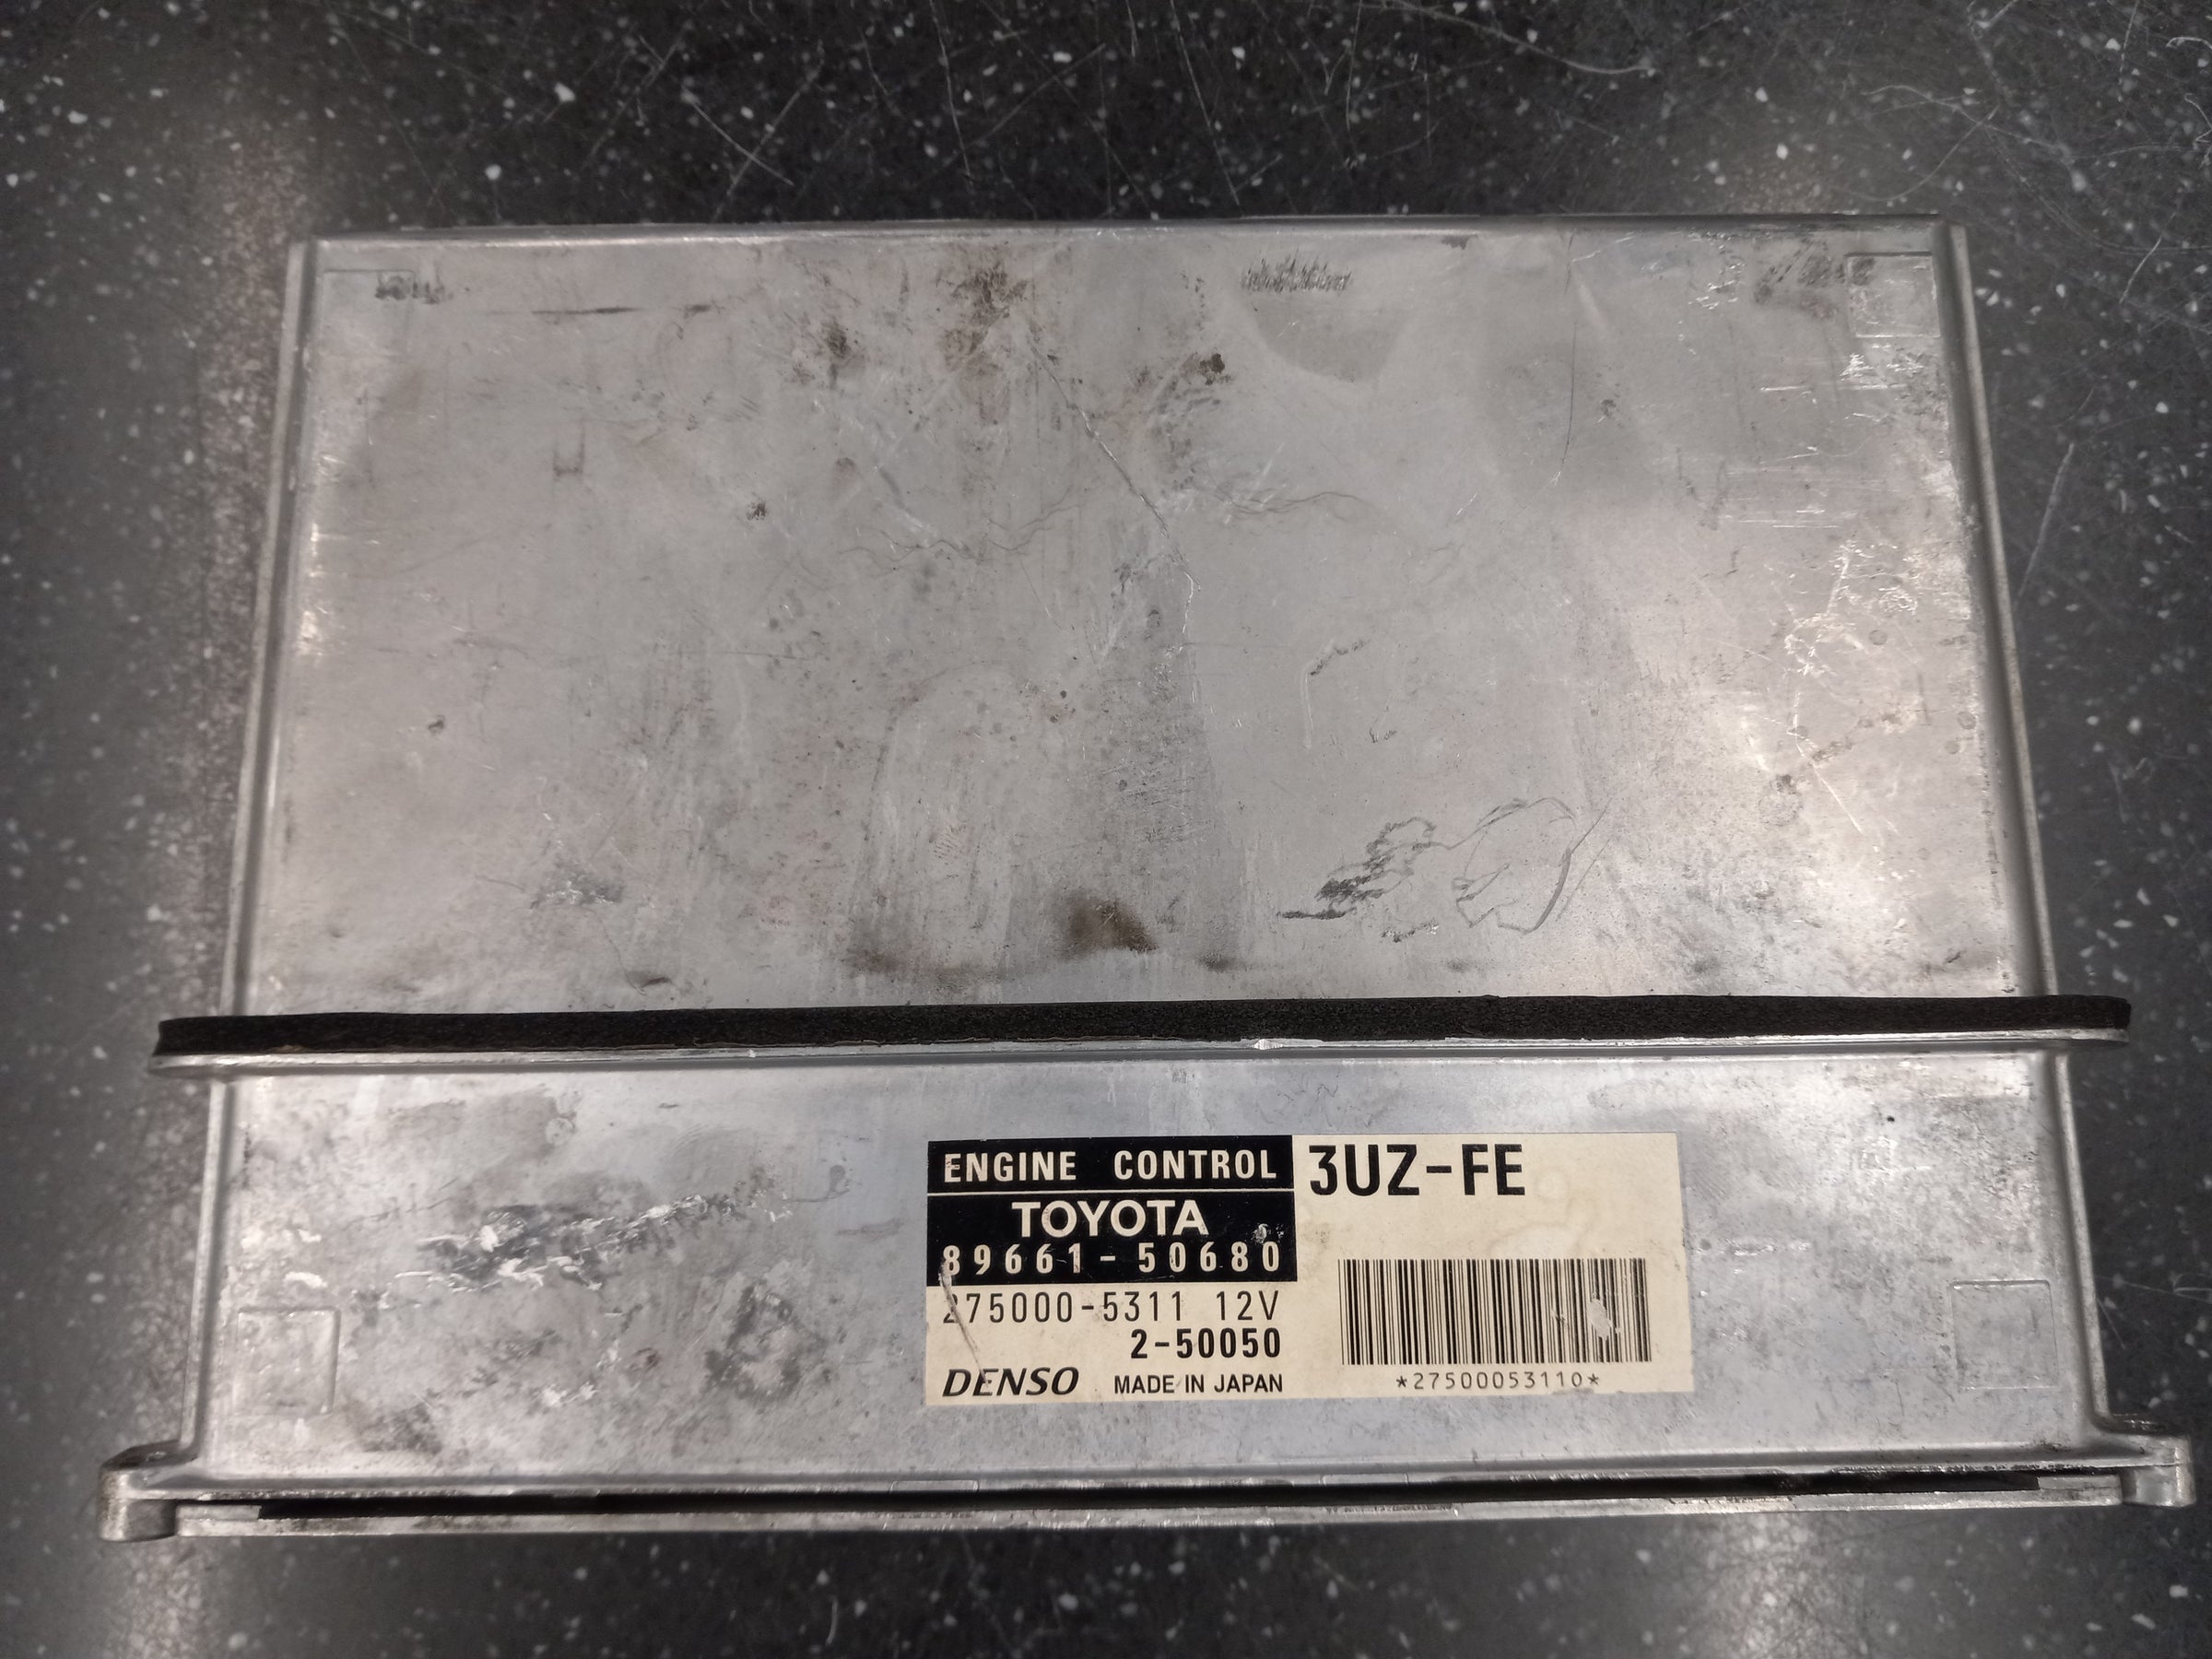 ENGINE CONTROL
TOYOTA
89661-50680
275000-5311 12V
2-50050
DENSO MADE IN JAPAN
3UZ-FE
*27500053110*